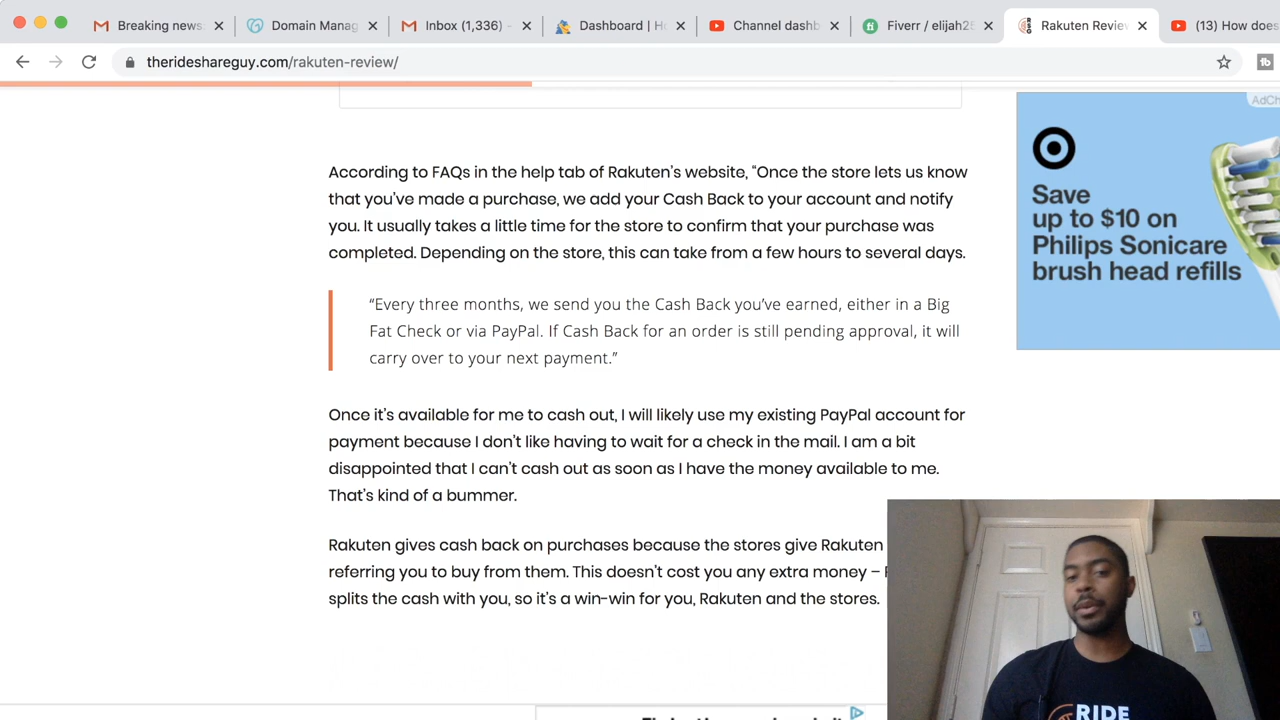 Breaking news
Domain Manag
Inbox (1,336) -
Dashboard | H
Channel dashb
Fiverr / elijah25
Rakuten Review
(13) How does
theridesharguy.com/rakuten-review/
According to FAQs in the help tab of Rakuten's website, “Once the store lets us know
that you've made a purchase, we add your Cash Back to your account and notify
you. It usually takes a little time for the store to confirm that your purchase was
completed. Depending on the store, this can take from a few hours to several days.
“Every three months, we send you the Cash Back you've earned, either in a Big
Fat Check or via PayPal. If Cash Back for an order is still pending approval, it will
carry over to your next payment.”
Once it's available for me to cash out, I will likely use my existing PayPal account for
payment because I don't like having to wait for a check in the mail. I am a bit
disappointed that I can't cash out as soon as I have the money available to me.
That's kind of a bummer.
Rakuten gives cash back on purchases because the stores give Rakuten
referring you to buy from them. This doesn't cost you any extra money –
splits the cash with you, so it's a win-win for you, Rakuten and the stores.
AdCh
Save
up to $10 on
Philips Sonicare
brush head refills
RIDE